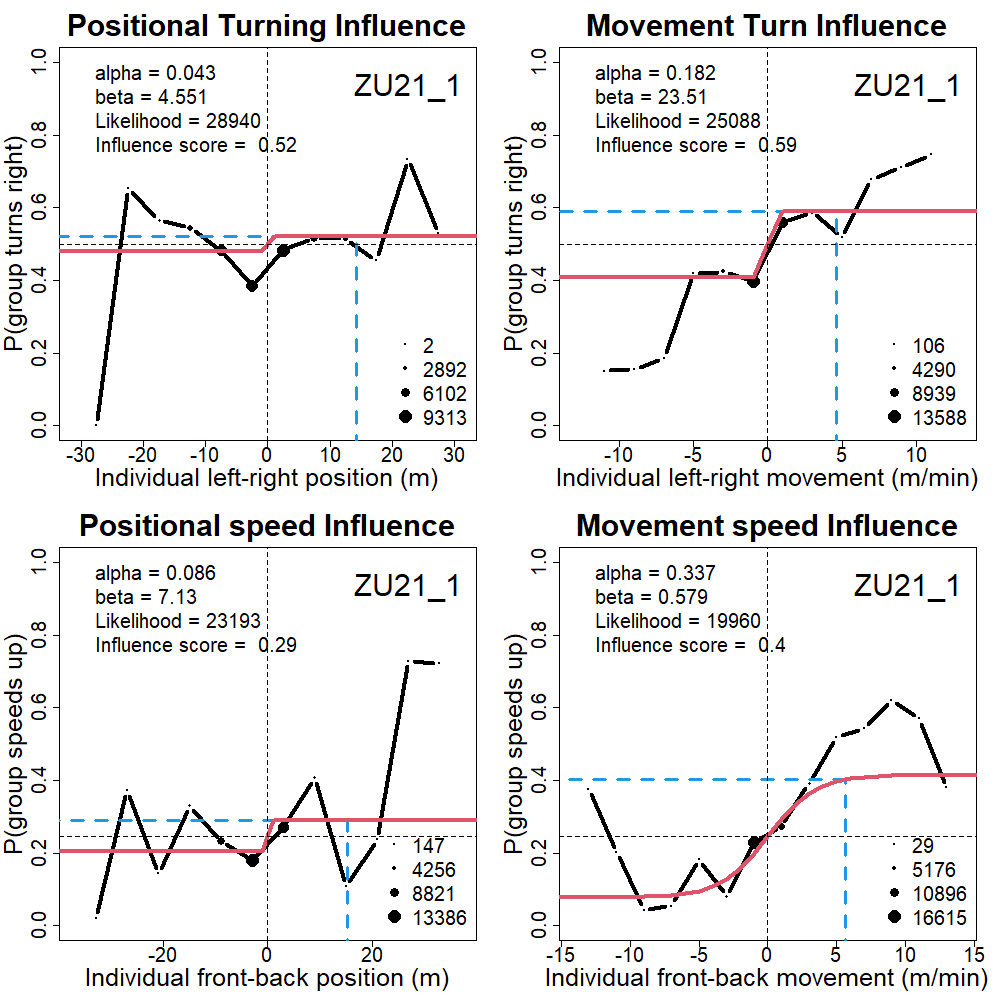 Positional Turning Influence
alpha = 0.043
beta = 4.551
Likelihood = 28940
Influence score =  0.52
ZU21_1
P(group turns right)
0.0 0.2 0.4 0.6 0.8 1.0
2
2892
6102
9313
-30 -20 -10 0 10 20 30
Individual left-right position (m)
Movement Turn Influence
alpha = 0.182
beta = 23.51
Likelihood = 25088
Influence score =  0.59
ZU21_1
P(group turns right)
0.0 0.2 0.4 0.6 0.8 1.0
106
4290
8939
13588
-10 -5 0 5 10
Individual left-right movement (m/min)
Positional speed Influence
alpha = 0.086
beta = 7.13
Likelihood = 23193
Influence score =  0.29
ZU21_1
P(group speeds up)
0.0 0.2 0.4 0.6 0.8 1.0
147
4256
8821
13386
-20 0 20
Individual front-back position (m)
Movement speed Influence
alpha = 0.337
beta = 0.579
Likelihood = 19960
Influence score =  0.4
ZU21_1
P(group speeds up)
0.0 0.2 0.4 0.6 0.8 1.0
29
5176
10896
16615
-15 -10 -5 0 5 10 15
Individual front-back movement (m/min)